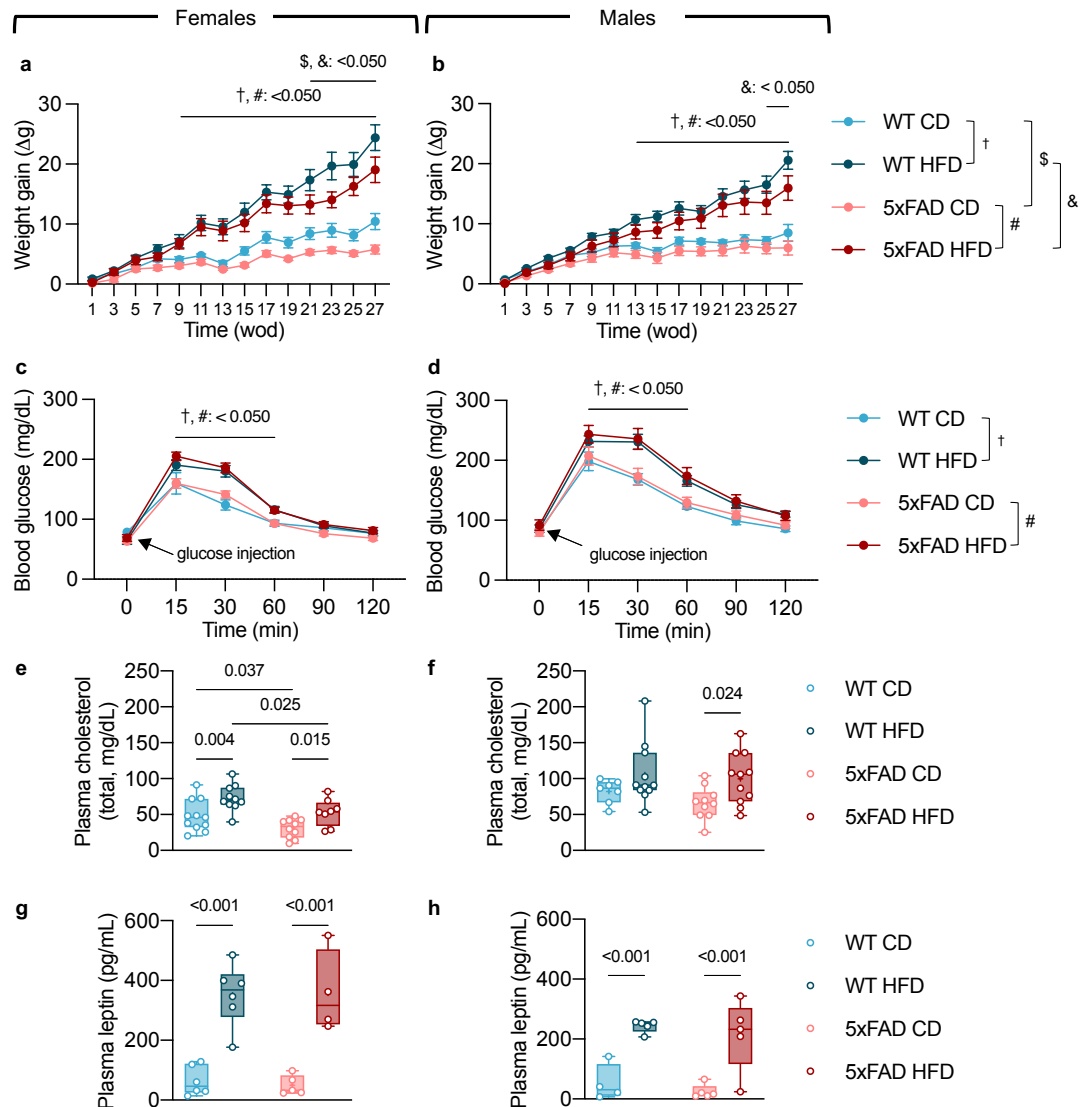 Females
Males
a
$, &: <0.050
†, #: <0.050
30
20
10
0
Weight gain (Δg)
1 3 5 7 9 11 13 15 17 19 21 23 25 27
Time (wod)
b
&: < 0.050
†, #: <0.050
30
20
10
0
Weight gain (Δg)
1 3 5 7 9 11 13 15 17 19 21 23 25 27
Time (wod)
WT CD
WT HFD
5xFAD CD
5xFAD HFD
†
#
$
&
c
†, #: < 0.050
300
200
100
0
Blood glucose (mg/dL)
glucose injection
0 15 30 60 90 120
Time (min)
d
†, #: < 0.050
300
200
100
0
Blood glucose (mg/dL)
glucose injection
0 15 30 60 90 120
Time (min)
WT CD
WT HFD
5xFAD CD
5xFAD HFD
†
#
e
0.037
0.025
0.004
0.015
250
200
150
100
50
0
Plasma cholesterol
(total, mg/dL)
f
0.024
250
200
150
100
50
0
Plasma cholesterol
(total, mg/dL)
WT CD
WT HFD
5xFAD CD
5xFAD HFD
g
<0.001
<0.001
600
400
200
0
Plasma leptin (pg/mL)
h
<0.001
<0.001
600
400
200
0
Plasma leptin (pg/mL)
WT CD
WT HFD
5xFAD CD
5xFAD HFD